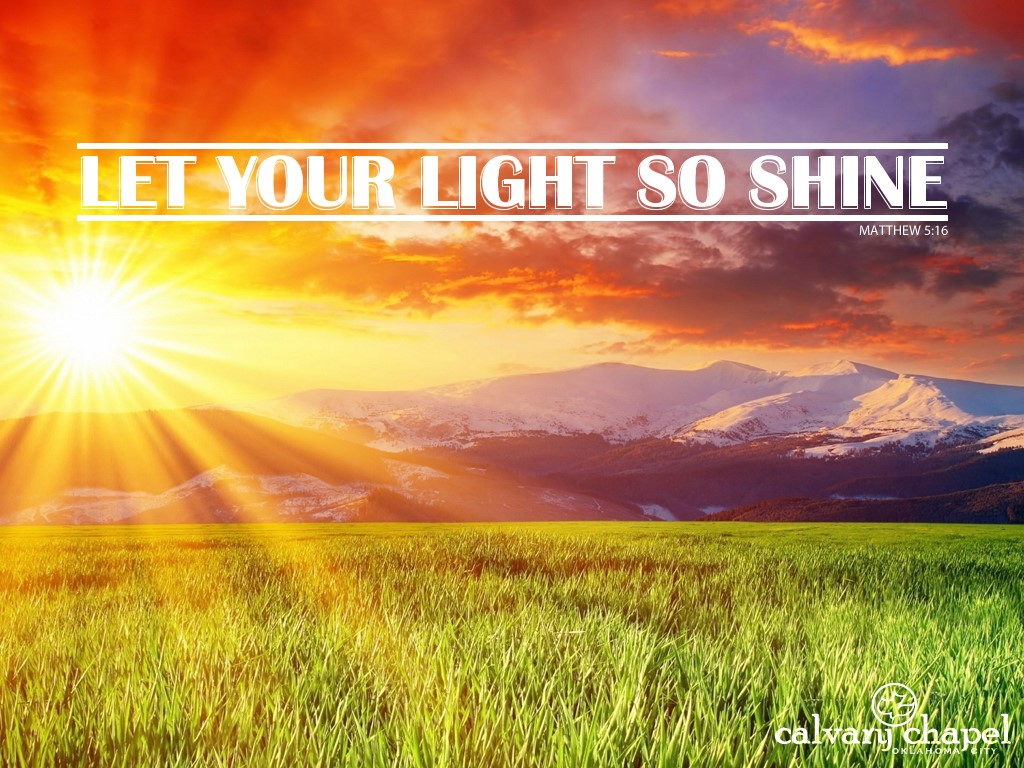 LET YOUR LIGHT SO SHINE
MATTHEW 5:16
calvary chapel
OKLAHOMA CITY